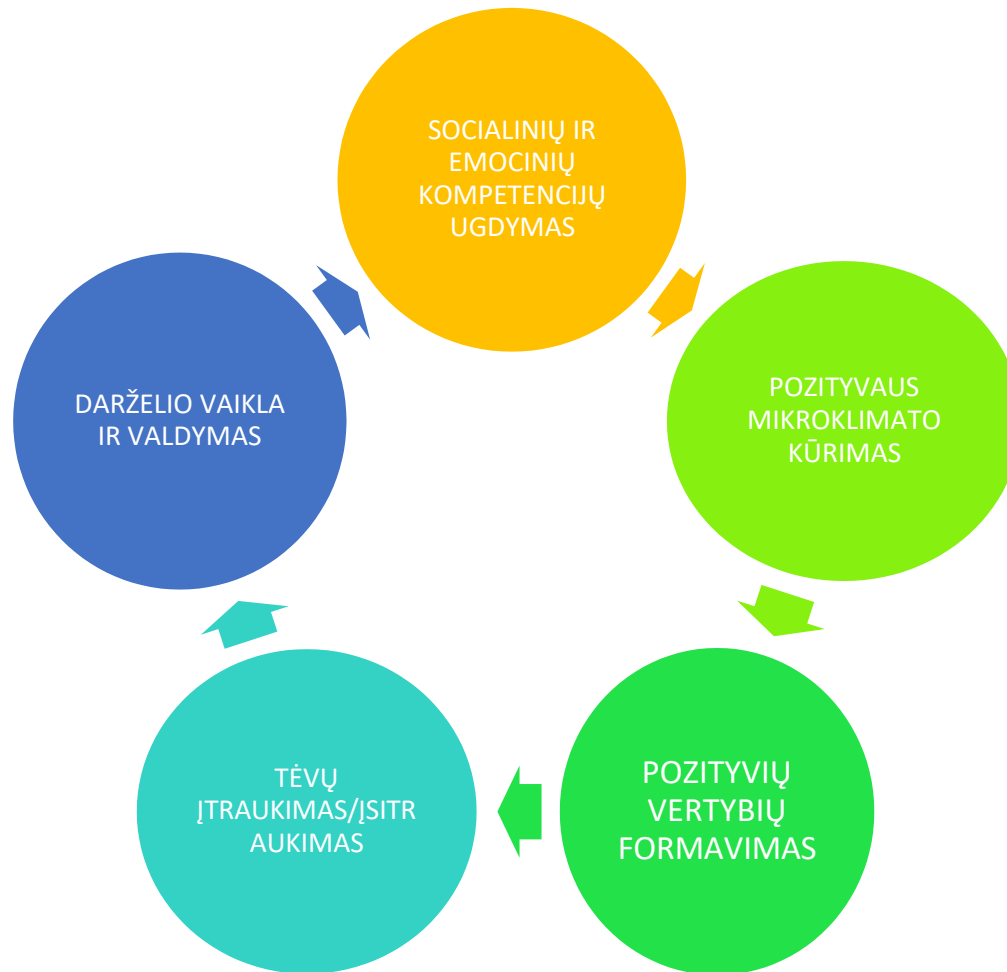 SOCIALINIŲ IR
EMOCINIŲ
KOMPETENCIJŲ
UGDYMAS
POZITYVAUS
MIKROKLIMATO
KŪRIMAS
POZITYVIŲ
VERTYBIŲ
FORMAVIMAS
TĖVŲ
ĮTRAUKIMAS/ĮSITR
AUKIMAS
DARŽELIO VAIKLA
IR VALDYMAS